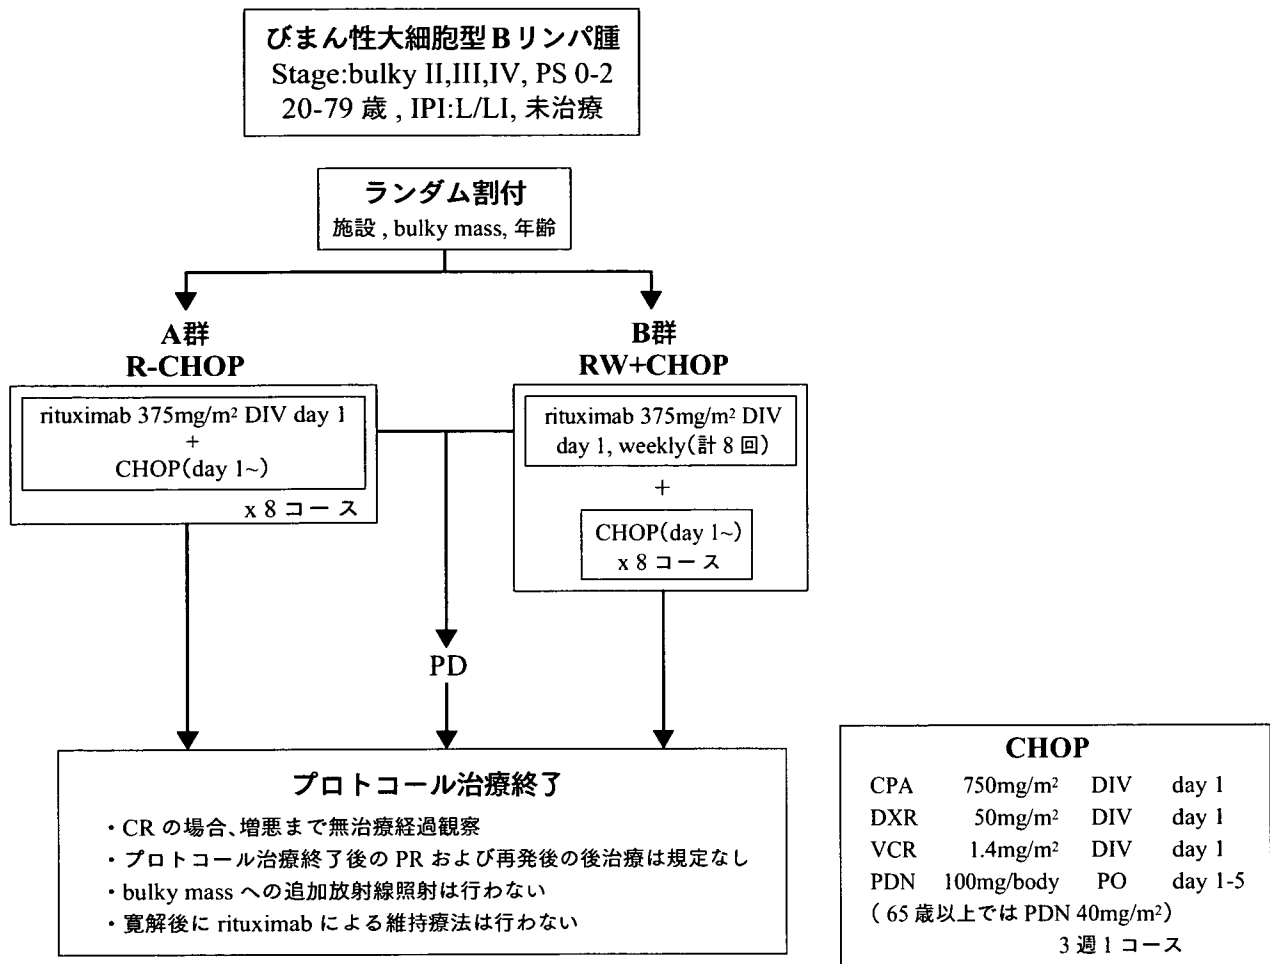 びまん性大細胞型Bリンパ腫
Stage:bulky II,III,IV, PS 0-2
20-79 歳 , IPI:L/LI, 未治療
ランダム割付
施設 , bulky mass, 年齢
A群
R-CHOP
rituximab 375mg/m² DIV day 1
+
CHOP(day 1~)
x 8 コース
B群
RW+CHOP
rituximab 375mg/m² DIV
day 1, weekly(計 8 回)
+
CHOP(day 1~)
x 8 コース
PD
プロトコール治療終了
・CR の場合、増悪まで無治療経過観察
・プロトコール治療終了後の PR および再発後の後治療は規定なし
・bulky mass への追加放射線照射は行わない
・寛解後に rituximab による維持療法は行わない
CHOP
CPA 750mg/m² DIV day 1
DXR 50mg/m² DIV day 1
VCR 1.4mg/m² DIV day 1
PDN 100mg/body PO day 1-5
( 65 歳以上では PDN 40mg/m²)
3 週 1 コース